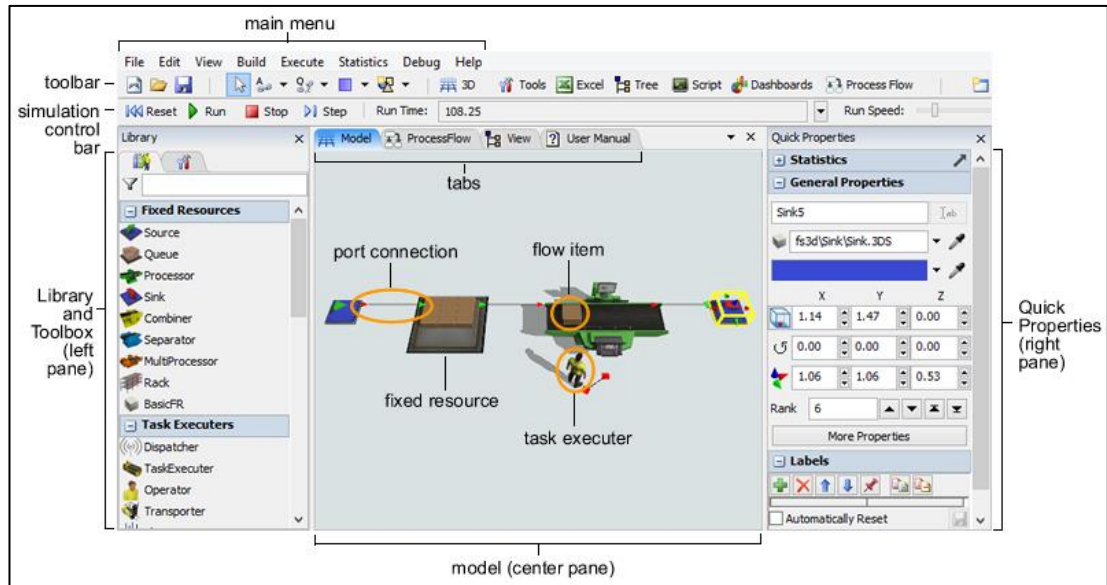 main menu
File Edit View Build Execute Statistics Debug Help
toolbar
3D Tools Excel Tree Script Dashboards Process Flow
simulation control bar
Reset Run Stop Step Run Time: 108.25 Run Speed:
Library
Model ProcessFlow View User Manual
tabs
Library and Toolbox (left pane)
Fixed Resources
Source
Queue
Processor
Sink
Combiner
Separator
MultiProcessor
Rack
BasicFR
Task Executers
Dispatcher
TaskExecuter
Operator
Transporter
port connection
flow item
fixed resource
task executer
model (center pane)
Quick Properties
Statistics
General Properties
Sink5
fs3d\Sink\Sink.3DS
X Y Z
1.14 1.47 0.00
0.00 0.00 0.00
1.06 1.06 0.53
Rank 6
More Properties
Labels
Automatically Reset
Quick Properties (right pane)